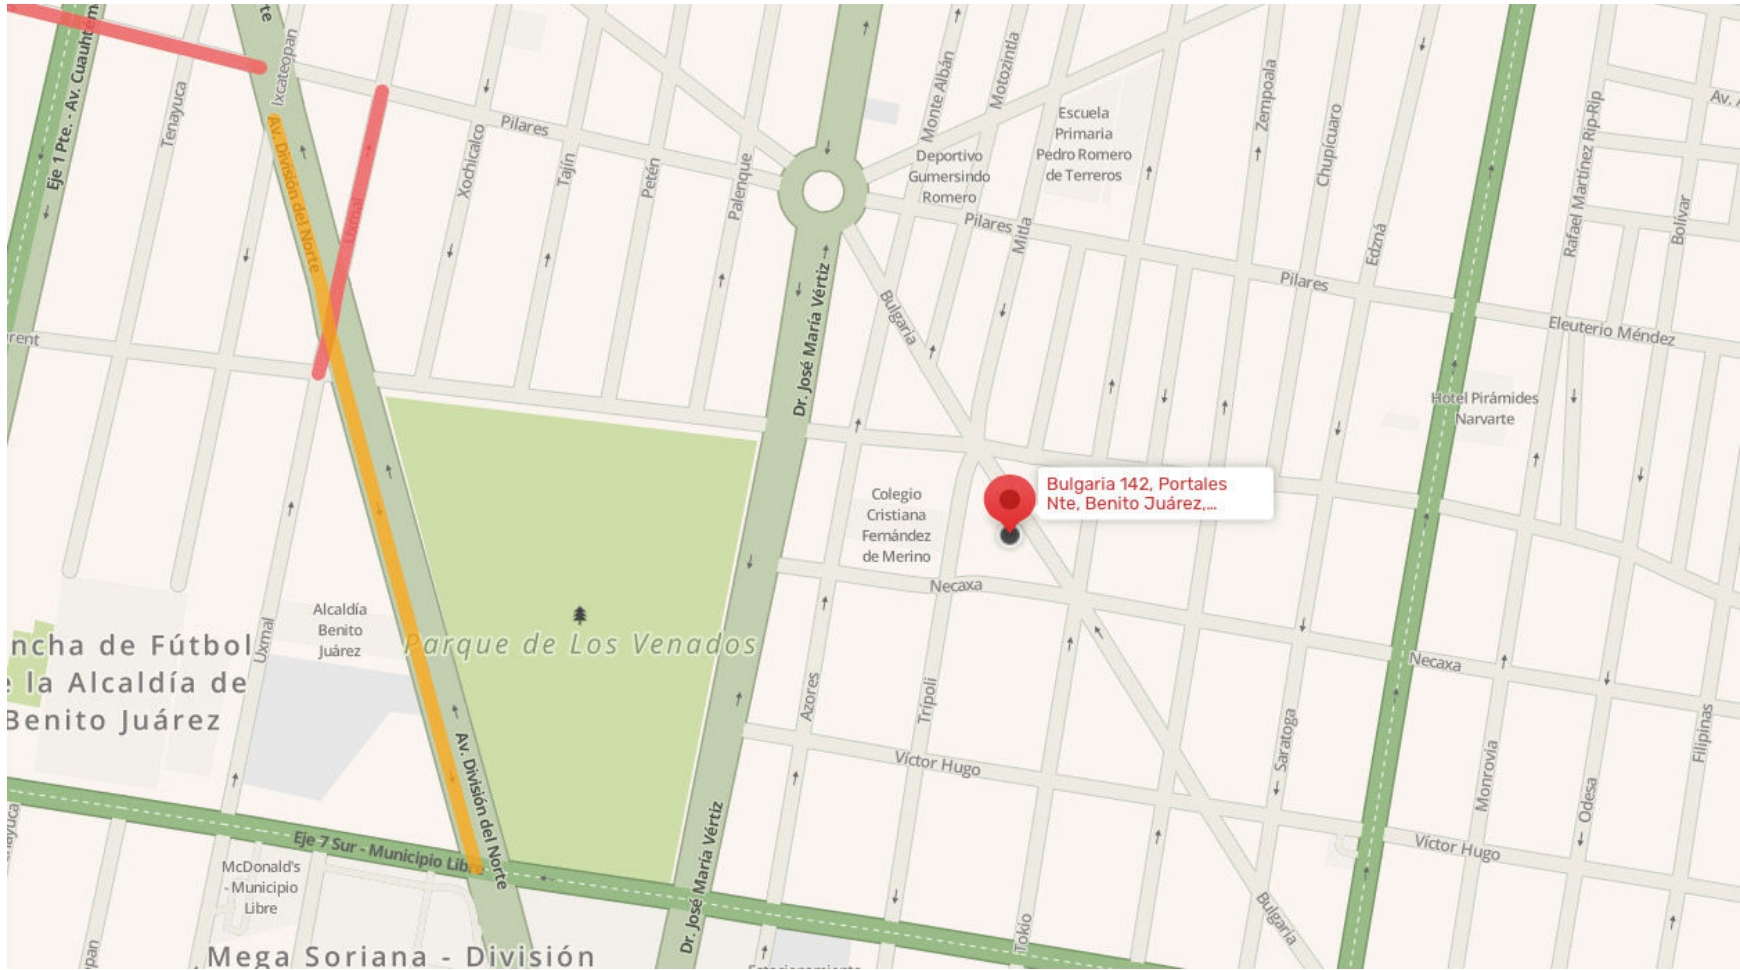 te
Eje 1 Pte. - Av. Cuauhtém
Ixcateopan
Tenayuca
Av. División del Norte
Uxmal
Xochicalco
Pilares
Tajín
Petén
Palenque
Monte Albán
Motozintla
Deportivo
Gumersindo
Romero
Escuela
Primaria
Pedro Romero
de Terreros
Pilares
Mitla
Zempoala
Chupícuaro
Edzná
Pilares
Rafael Martínez Rip-Rip
Bolívar
Av.
Eleuterio Méndez
rent
Dr. José María Vértiz
Bulgaria
Hotel Pirámides
Narvarte
Bulgaria 142, Portales
Nte, Benito Juárez,...
Colegio
Cristiana
Fernández
de Merino
Necaxa
Necaxa
Alcaldía
Benito
Juárez
Uxmal
Parque de Los Venados
ncha de Fútbol
e la Alcaldía de
Benito Juárez
Azores
Trípoli
Saratoga
Monrovia
Odesa
Filipinas
Víctor Hugo
Víctor Hugo
Av. División del Norte
Eje 7 Sur - Municipio Libre
Dr. José María Vértiz
McDonald's
- Municipio
Libre
Tokio
Bulgaria
Mega Soriana - División
Estacionamiento
enayuca
pan